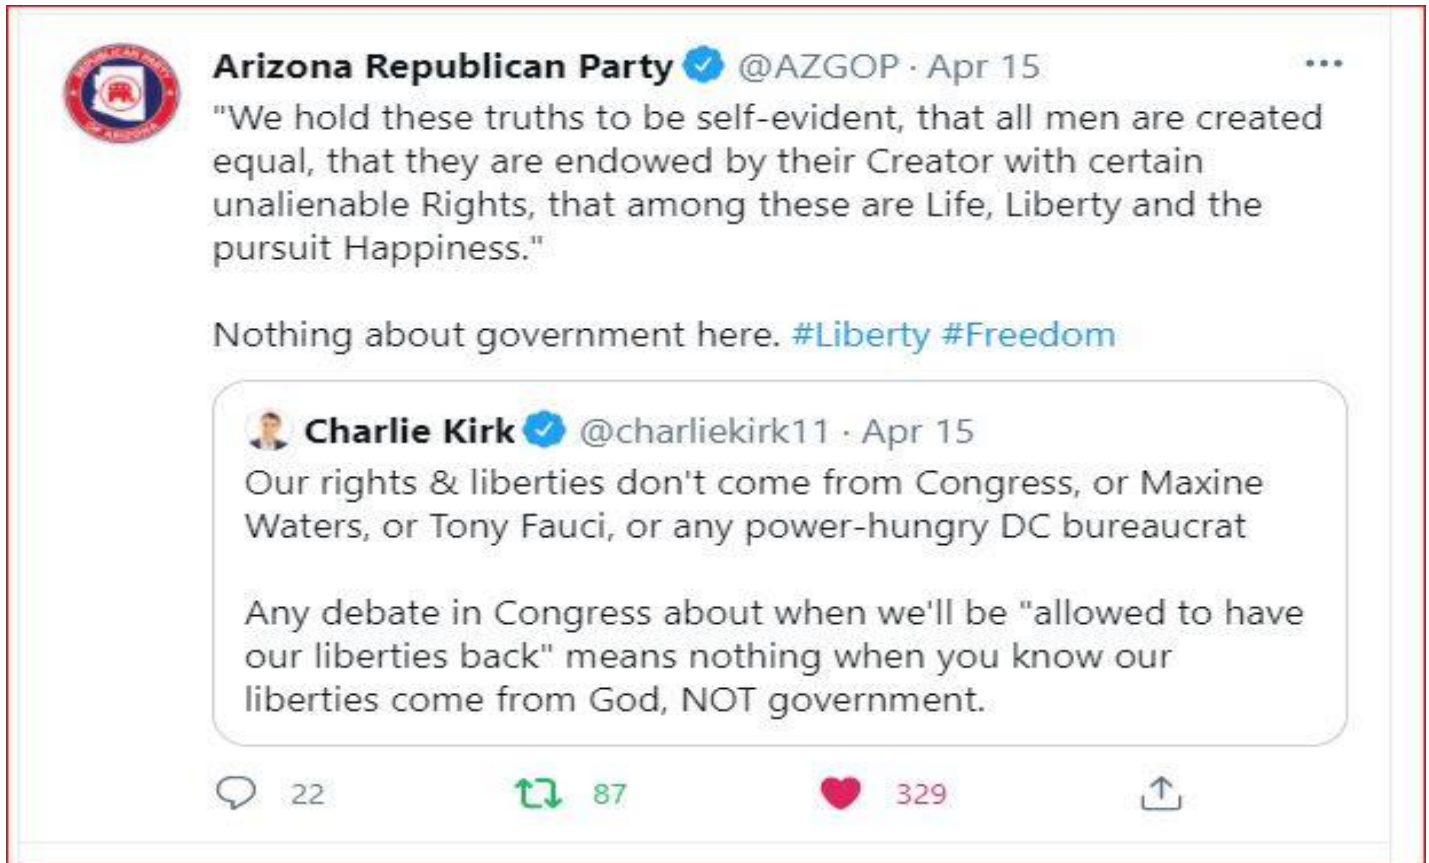 Arizona Republican Party @AZGOP · Apr 15
"We hold these truths to be self-evident, that all men are created
equal, that they are endowed by their Creator with certain
unalienable Rights, that among these are Life, Liberty and the
pursuit Happiness."
Nothing about government here. #Liberty #Freedom
Charlie Kirk @charliekirk11 · Apr 15
Our rights & liberties don't come from Congress, or Maxine
Waters, or Tony Fauci, or any power-hungry DC bureaucrat
Any debate in Congress about when we'll be "allowed to have
our liberties back" means nothing when you know our
liberties come from God, NOT government.
22 87 329
REPUBLICAN PARTY
OF ARIZONA